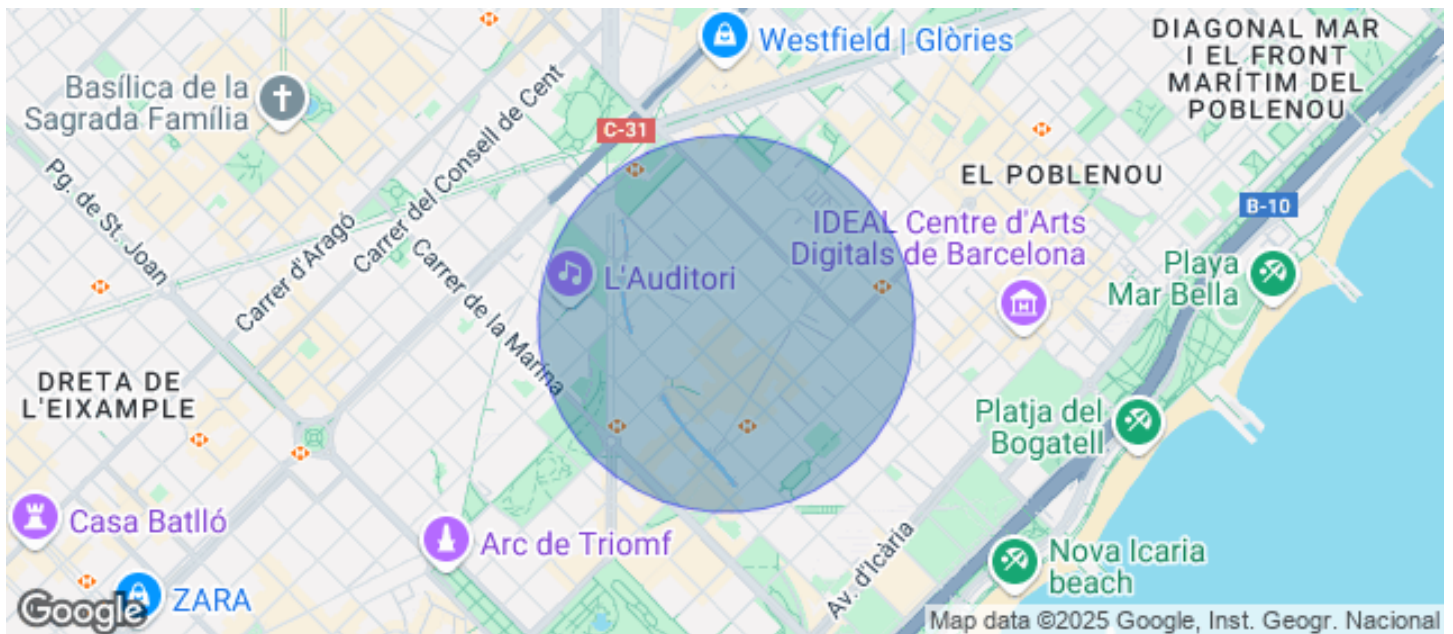 Westfield | Glòries
DIAGONAL MAR
I EL FRONT
MARÍTIM DEL
POBLENOU
Basílica de la
Sagrada Família
Carrer del Consell de Cent
C-31
EL POBLENOU
Pg. de St. Joan
Carrer d'Aragó
B-10
IDEAL Centre d'Arts
Digitals de Barcelona
L'Auditori
Playa
Mar Bella
Carrer de la Marina
DRETA DE
L'EIXAMPLE
Platja del
Bogatell
Casa Batlló
Arc de Triomf
Av. d'Icària
Nova Icaria
beach
ZARA
Google
Map data ©2025 Google, Inst. Geogr. Nacional